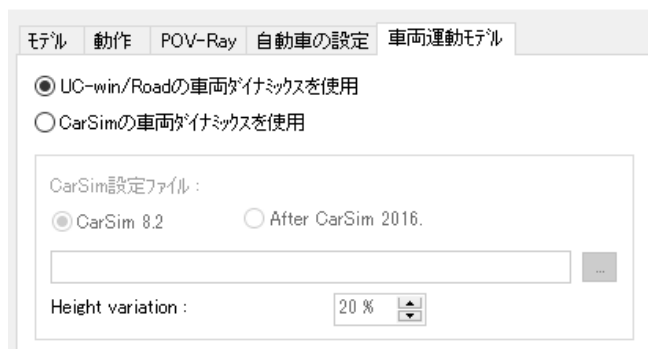 ﾓﾃﾞﾙ 動作 POV-Ray 自動車の設定 車両運動ﾓﾃﾞﾙ
UC-win/Roadの車両ﾀﾞｲﾅﾐｯｸｽを使用
CarSimの車両ﾀﾞｲﾅﾐｯｸｽを使用
CarSim設定ﾌｧｲﾙ :
CarSim 8.2 After CarSim 2016.
...
Height variation : 20 %